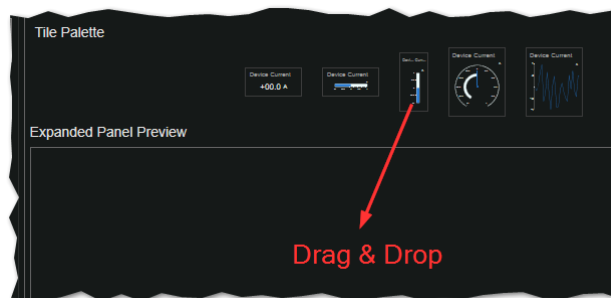 Tile Palette
Device Current
+00.0 A
Device Current
Device Current
Device Current
Expanded Panel Preview
Drag & Drop